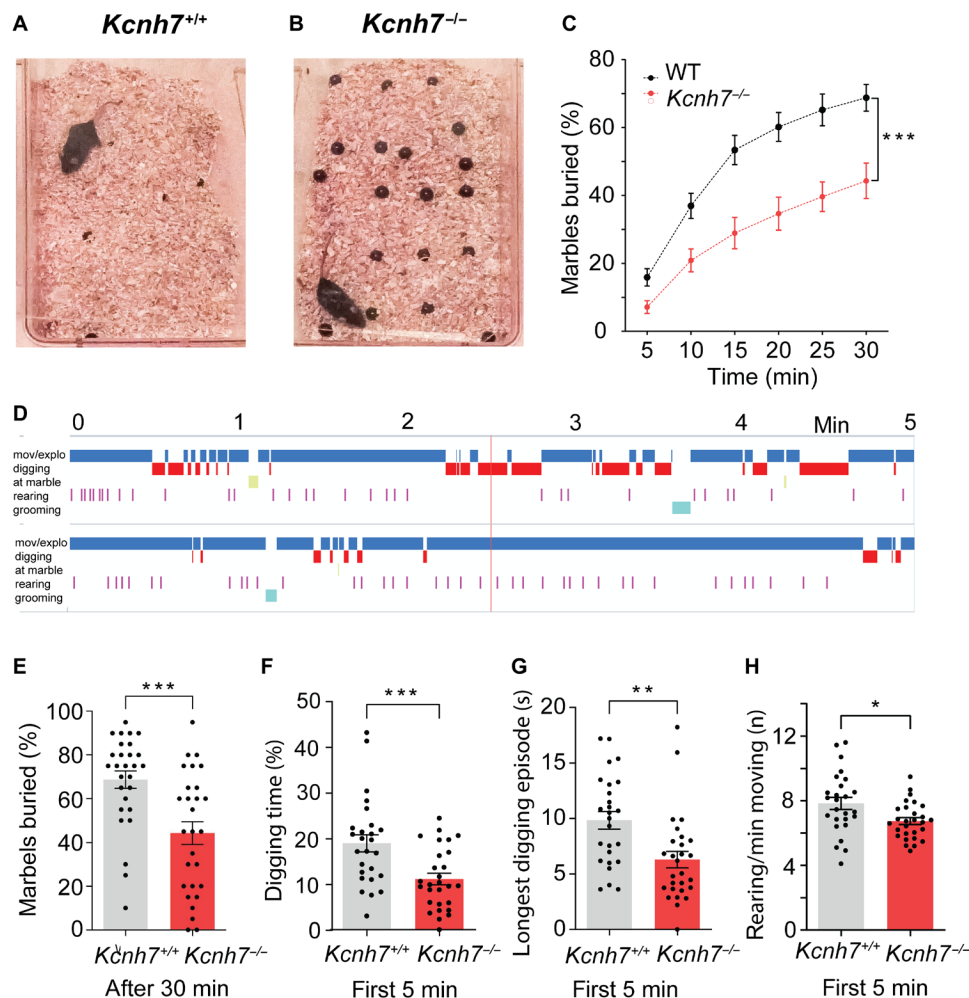 A
Kcnh7+/+
B
Kcnh7−/−
C
80
60
40
20
0
Marbles buried (%)
WT
Kcnh7−/−
***
5 10 15 20 25 30
Time (min)
D
0 1 2 3 4 Min 5
mov/explo
digging
at marble
rearing
grooming
mov/explo
digging
at marble
rearing
grooming
E
***
100
80
60
40
20
0
Marbels buried (%)
Kcnh7+/+ Kcnh7−/−
After 30 min
F
***
50
40
30
20
10
0
Digging time (%)
Kcnh7+/+ Kcnh7−/−
First 5 min
G
**
20
15
10
5
0
Longest digging episode (s)
Kcnh7+/+ Kcnh7−/−
First 5 min
H
*
12
8
4
0
Rearing/min moving (n)
Kcnh7+/+ Kcnh7−/−
First 5 min